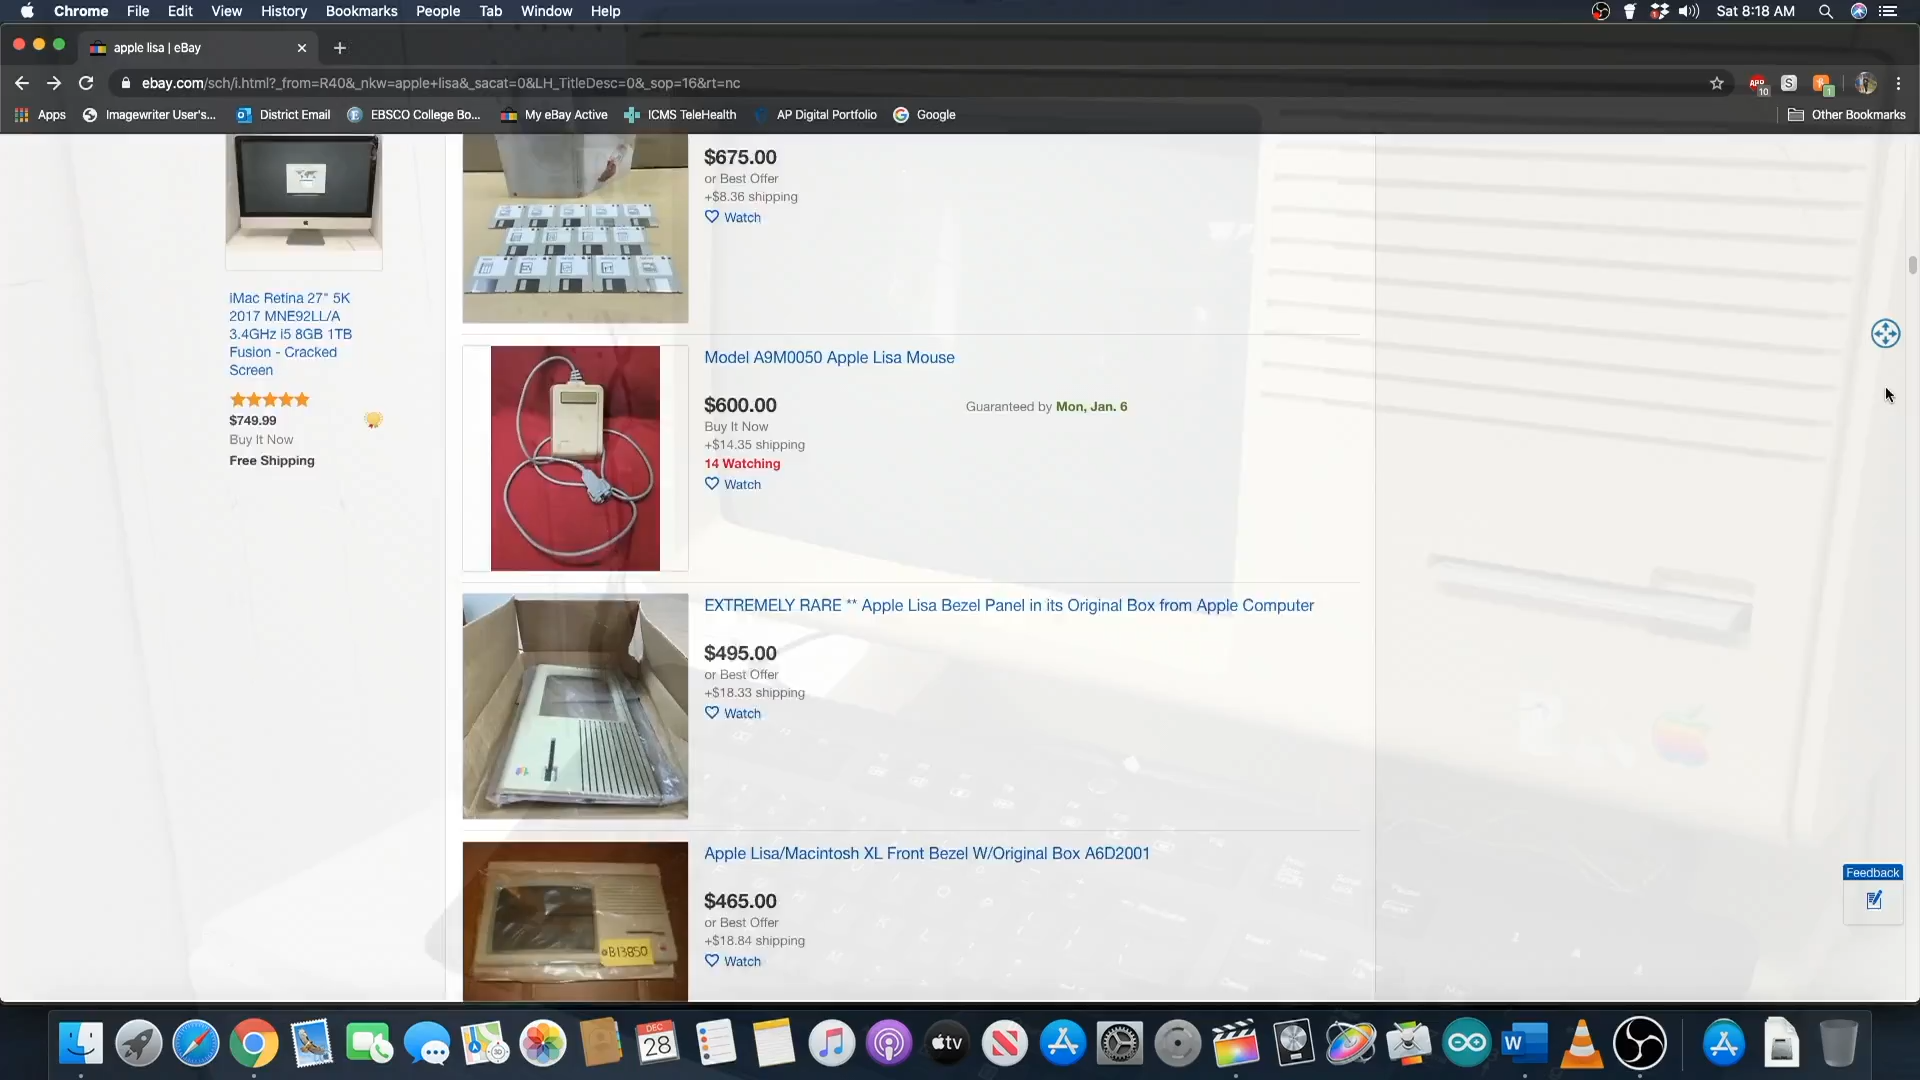 Chrome File Edit View History Bookmarks People Tab Window Help
Sat 8:18 AM
apple lisa | eBay
ebay.com/sch/i.html?_from=R40&_nkw=apple+lisa&_sacat=0&LH_TitleDesc=0&_sop=16&rt=nc
ABP
10
S
1
Apps Imagewriter User's... District Email EBSCO College Bo... My eBay Active ICMS TeleHealth AP Digital Portfolio Google Other Bookmarks
iMac Retina 27" 5K
2017 MNE92LL/A
3.4GHz i5 8GB 1TB
Fusion - Cracked
Screen
$749.99
Buy It Now
Free Shipping
$675.00
or Best Offer
+$8.36 shipping
Watch
Model A9M0050 Apple Lisa Mouse
$600.00
Guaranteed by Mon, Jan. 6
Buy It Now
+$14.35 shipping
14 Watching
Watch
EXTREMELY RARE ** Apple Lisa Bezel Panel in its Original Box from Apple Computer
$495.00
or Best Offer
+$18.33 shipping
Watch
Apple Lisa/Macintosh XL Front Bezel W/Original Box A6D2001
$465.00
or Best Offer
+$18.84 shipping
Watch
B13850
Feedback
DEC
28
tv
W